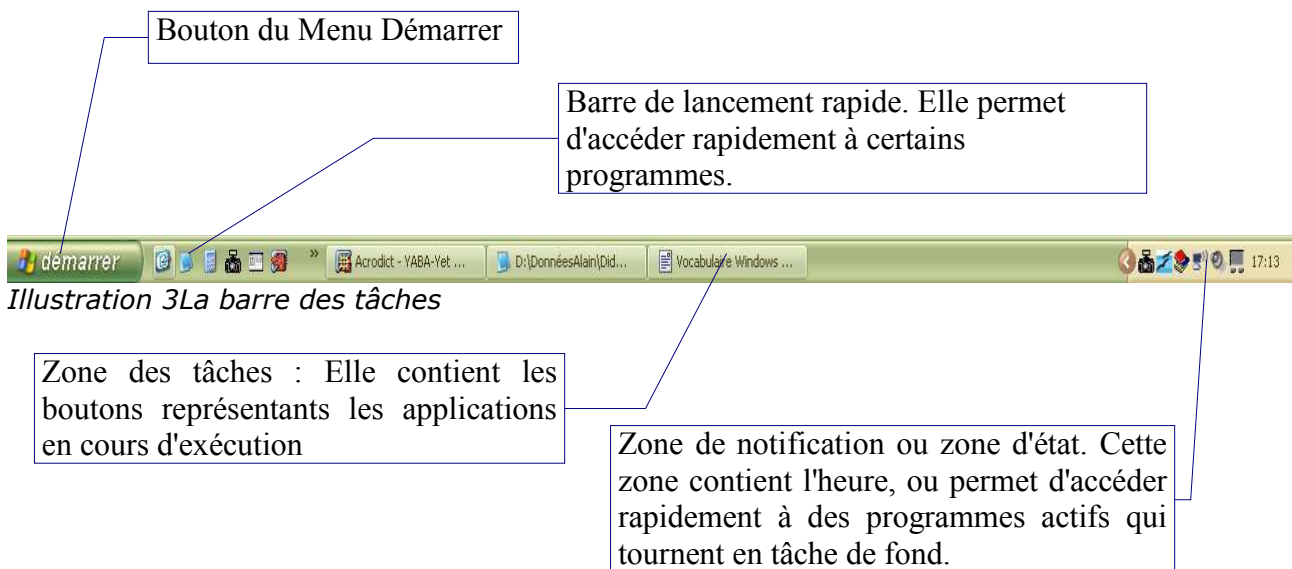 Bouton du Menu Démarrer
Barre de lancement rapide. Elle permet
d'accéder rapidement à certains
programmes.
démarrer » Acrodict - YABA-Yet ... D:\DonnéesAlain\Did... Vocabulaire Windows ... 17:13
Illustration 3La barre des tâches
Zone des tâches : Elle contient les
boutons représentants les applications
en cours d'exécution
Zone de notification ou zone d'état. Cette
zone contient l'heure, ou permet d'accéder
rapidement à des programmes actifs qui
tournent en tâche de fond.